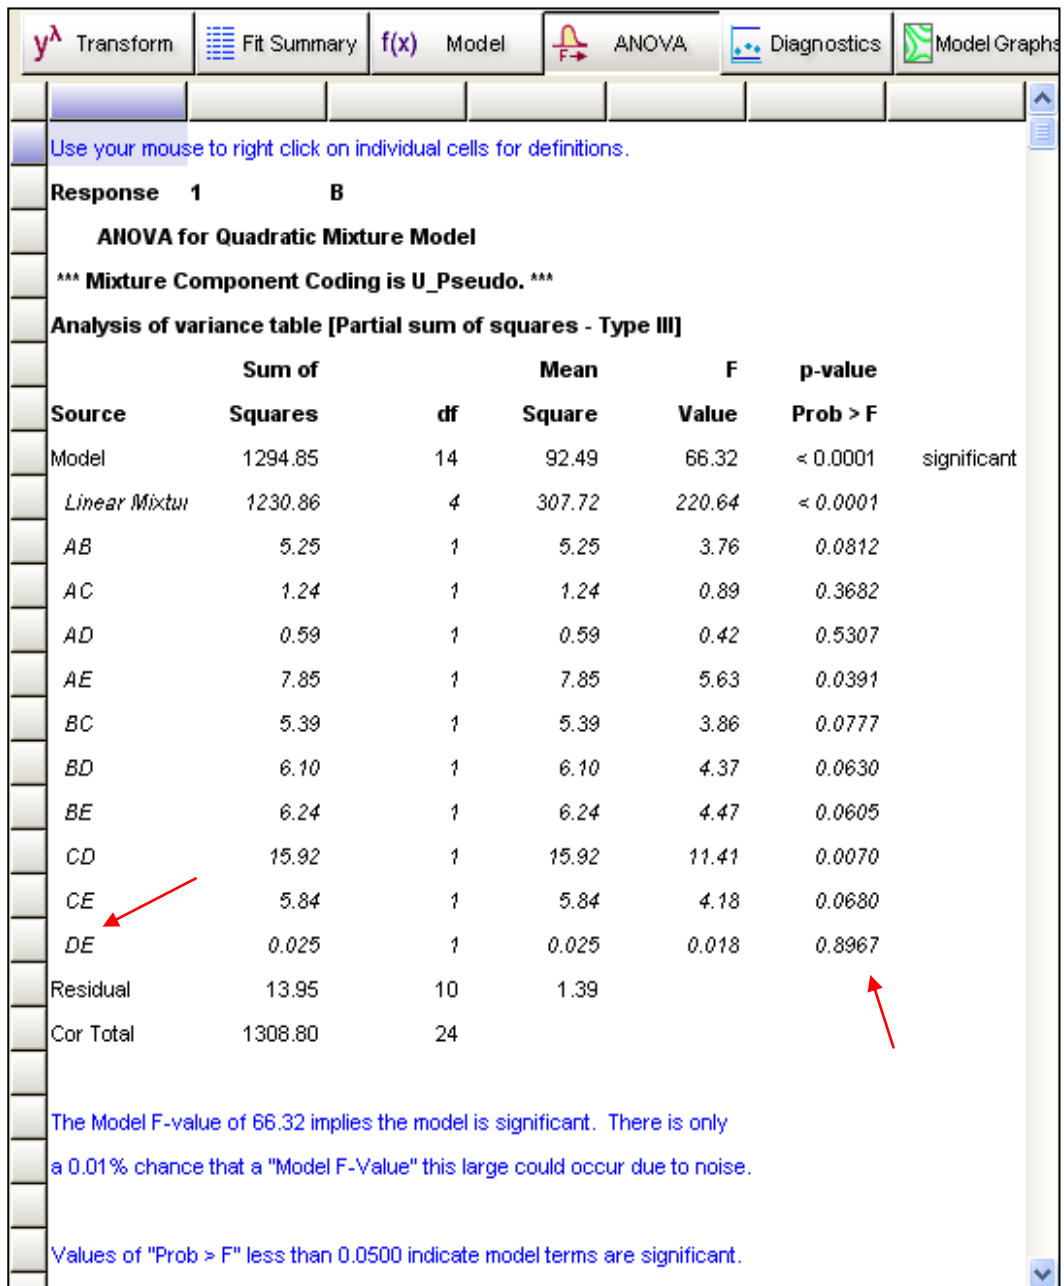 yλ Transform Fit Summary f(x) Model F ANOVA Diagnostics Model Graphs
Use your mouse to right click on individual cells for definitions.
Response 1 B
ANOVA for Quadratic Mixture Model
*** Mixture Component Coding is U_Pseudo. ***
Analysis of variance table [Partial sum of squares - Type III]
Sum of Mean F p-value
Source Squares df Square Value Prob > F
Model 1294.85 14 92.49 66.32 < 0.0001 significant
Linear Mixtur 1230.86 4 307.72 220.64 < 0.0001
AB 5.25 1 5.25 3.76 0.0812
AC 1.24 1 1.24 0.89 0.3682
AD 0.59 1 0.59 0.42 0.5307
AE 7.85 1 7.85 5.63 0.0391
BC 5.39 1 5.39 3.86 0.0777
BD 6.10 1 6.10 4.37 0.0630
BE 6.24 1 6.24 4.47 0.0605
CD 15.92 1 15.92 11.41 0.0070
CE 5.84 1 5.84 4.18 0.0680
DE 0.025 1 0.025 0.018 0.8967
Residual 13.95 10 1.39
Cor Total 1308.80 24
The Model F-value of 66.32 implies the model is significant. There is only
a 0.01% chance that a "Model F-Value" this large could occur due to noise.
Values of "Prob > F" less than 0.0500 indicate model terms are significant.